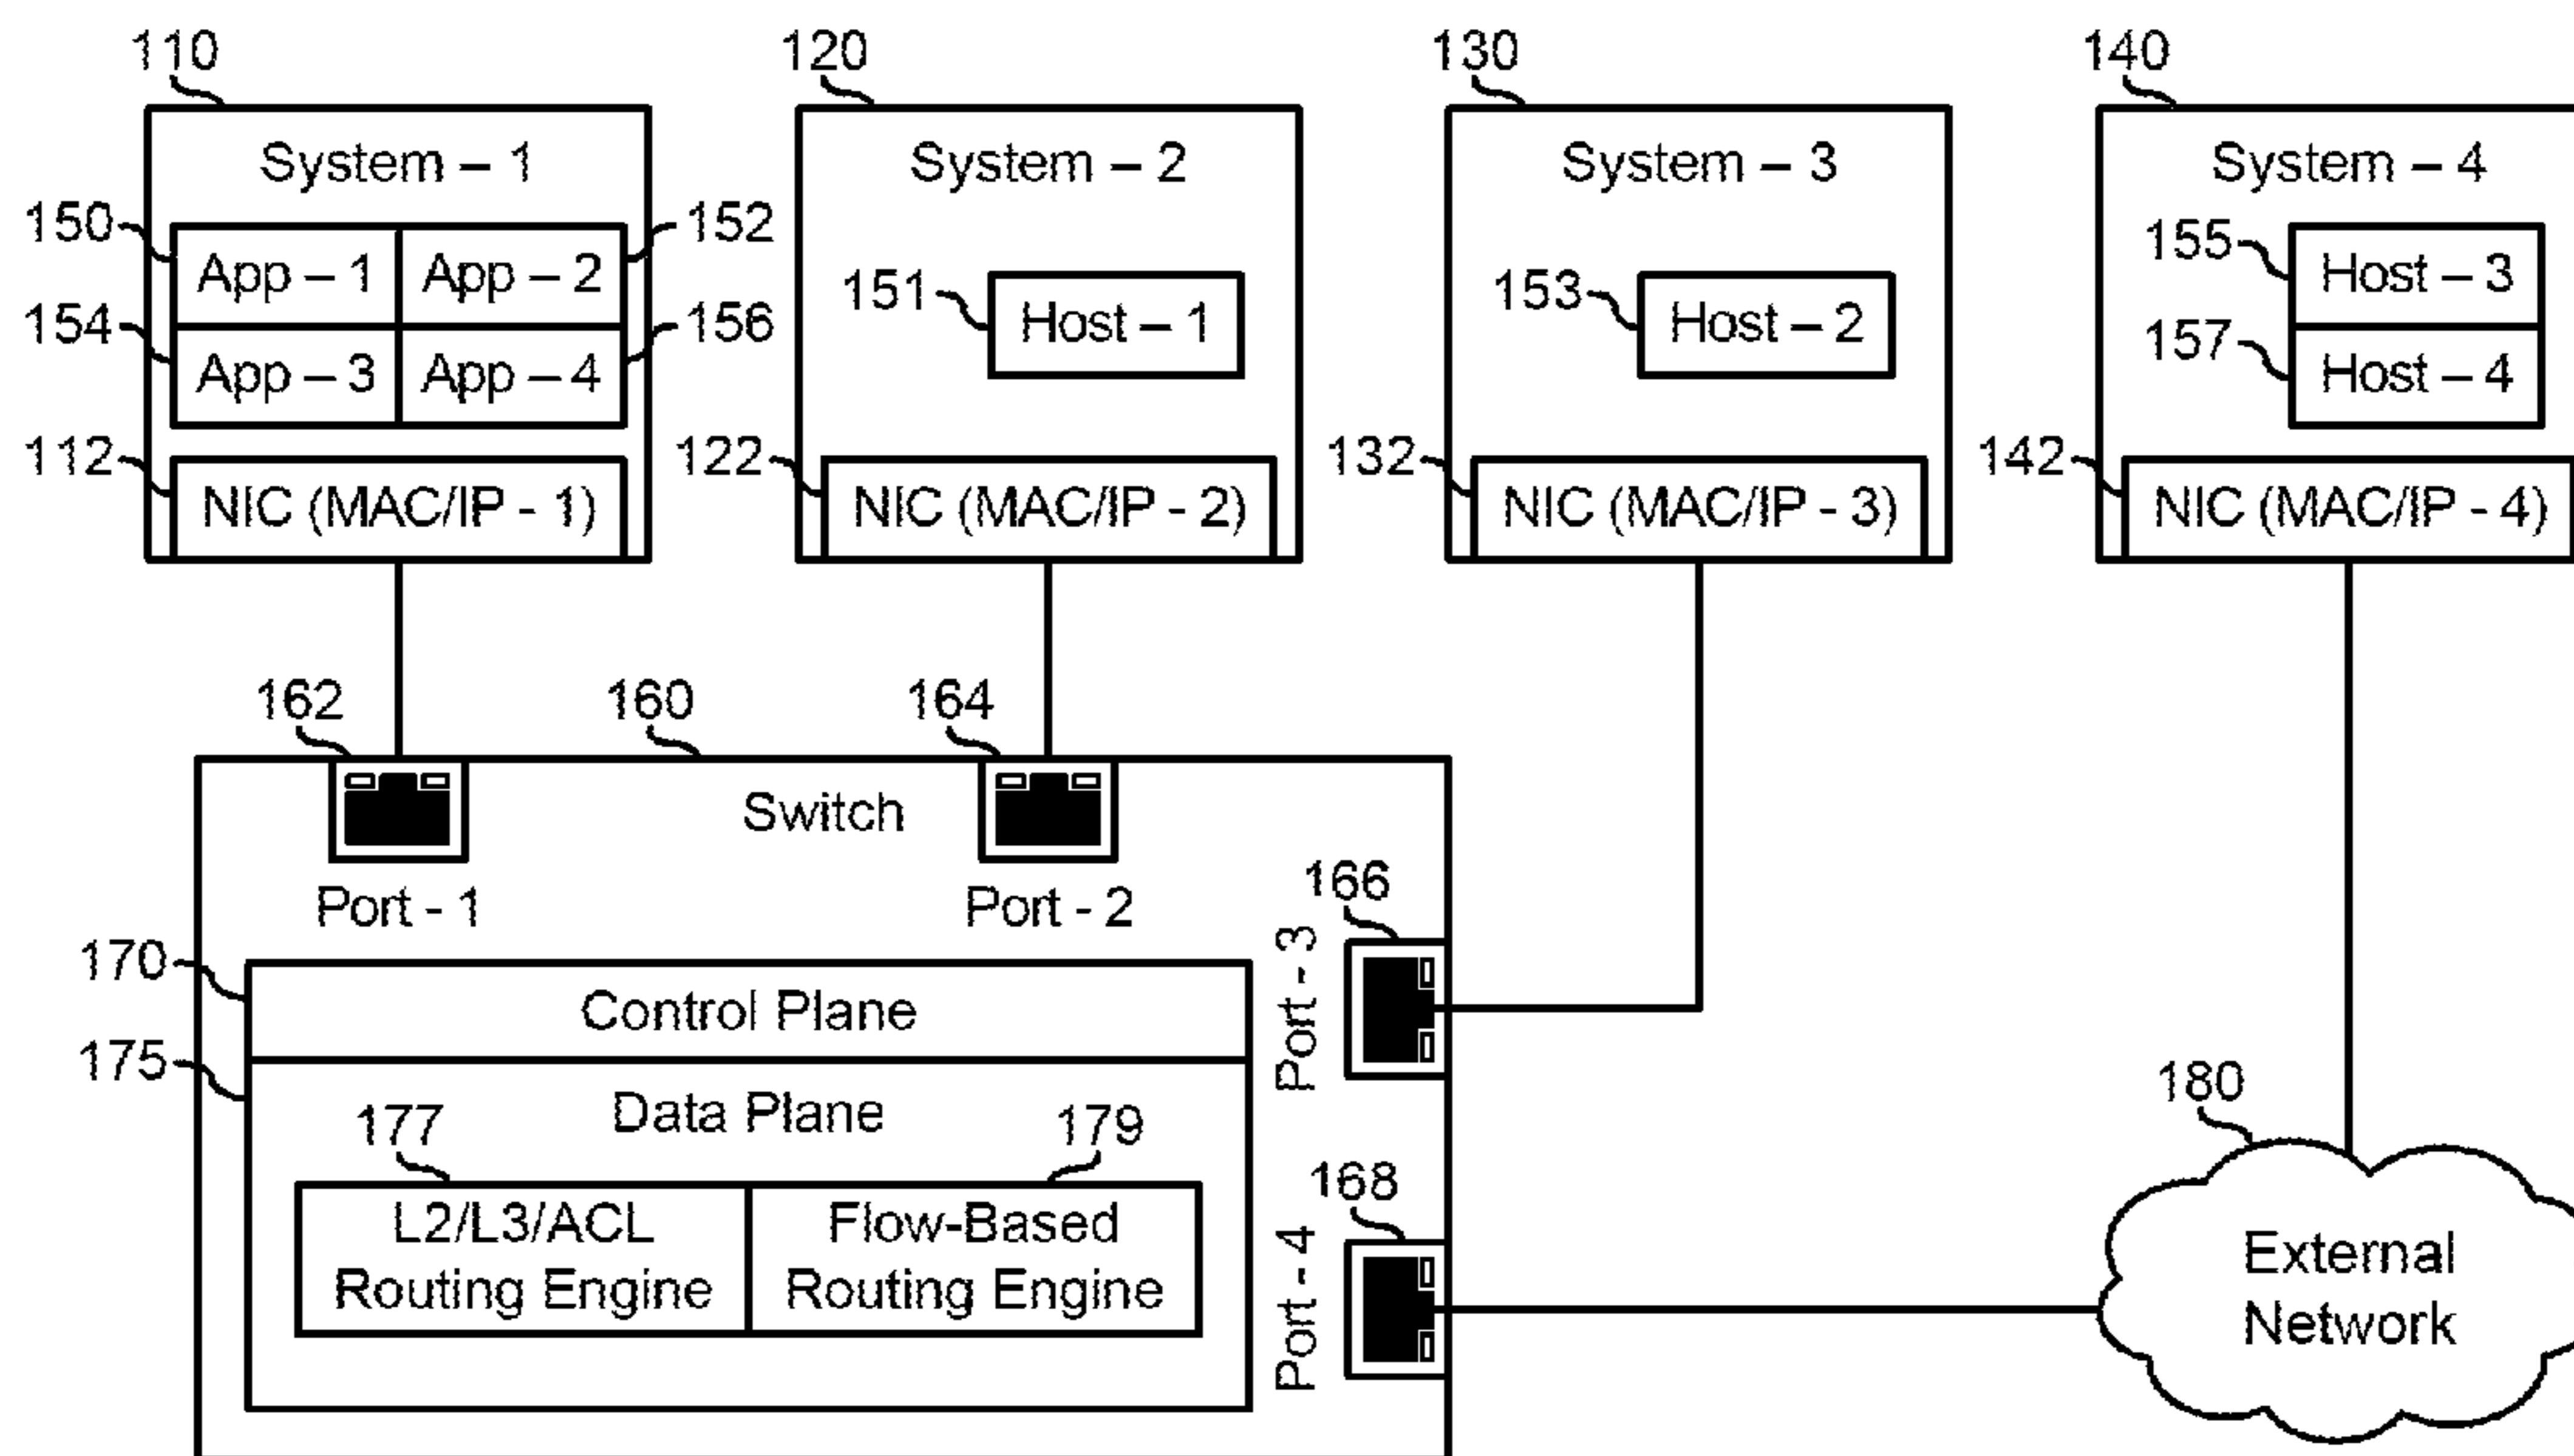 110
120
130
140
System – 1
System – 2
System – 3
System – 4
150
App – 1
App – 2
152
154
App – 3
App – 4
156
151
Host – 1
153
Host – 2
155
Host – 3
157
Host – 4
112
NIC (MAC/IP - 1)
122
NIC (MAC/IP - 2)
132
NIC (MAC/IP - 3)
142
NIC (MAC/IP - 4)
162
160
164
Switch
Port - 1
Port - 2
166
Port - 3
170
Control Plane
175
Data Plane
177
179
L2/L3/ACL
Routing Engine
Flow-Based
Routing Engine
168
Port - 4
180
External
Network